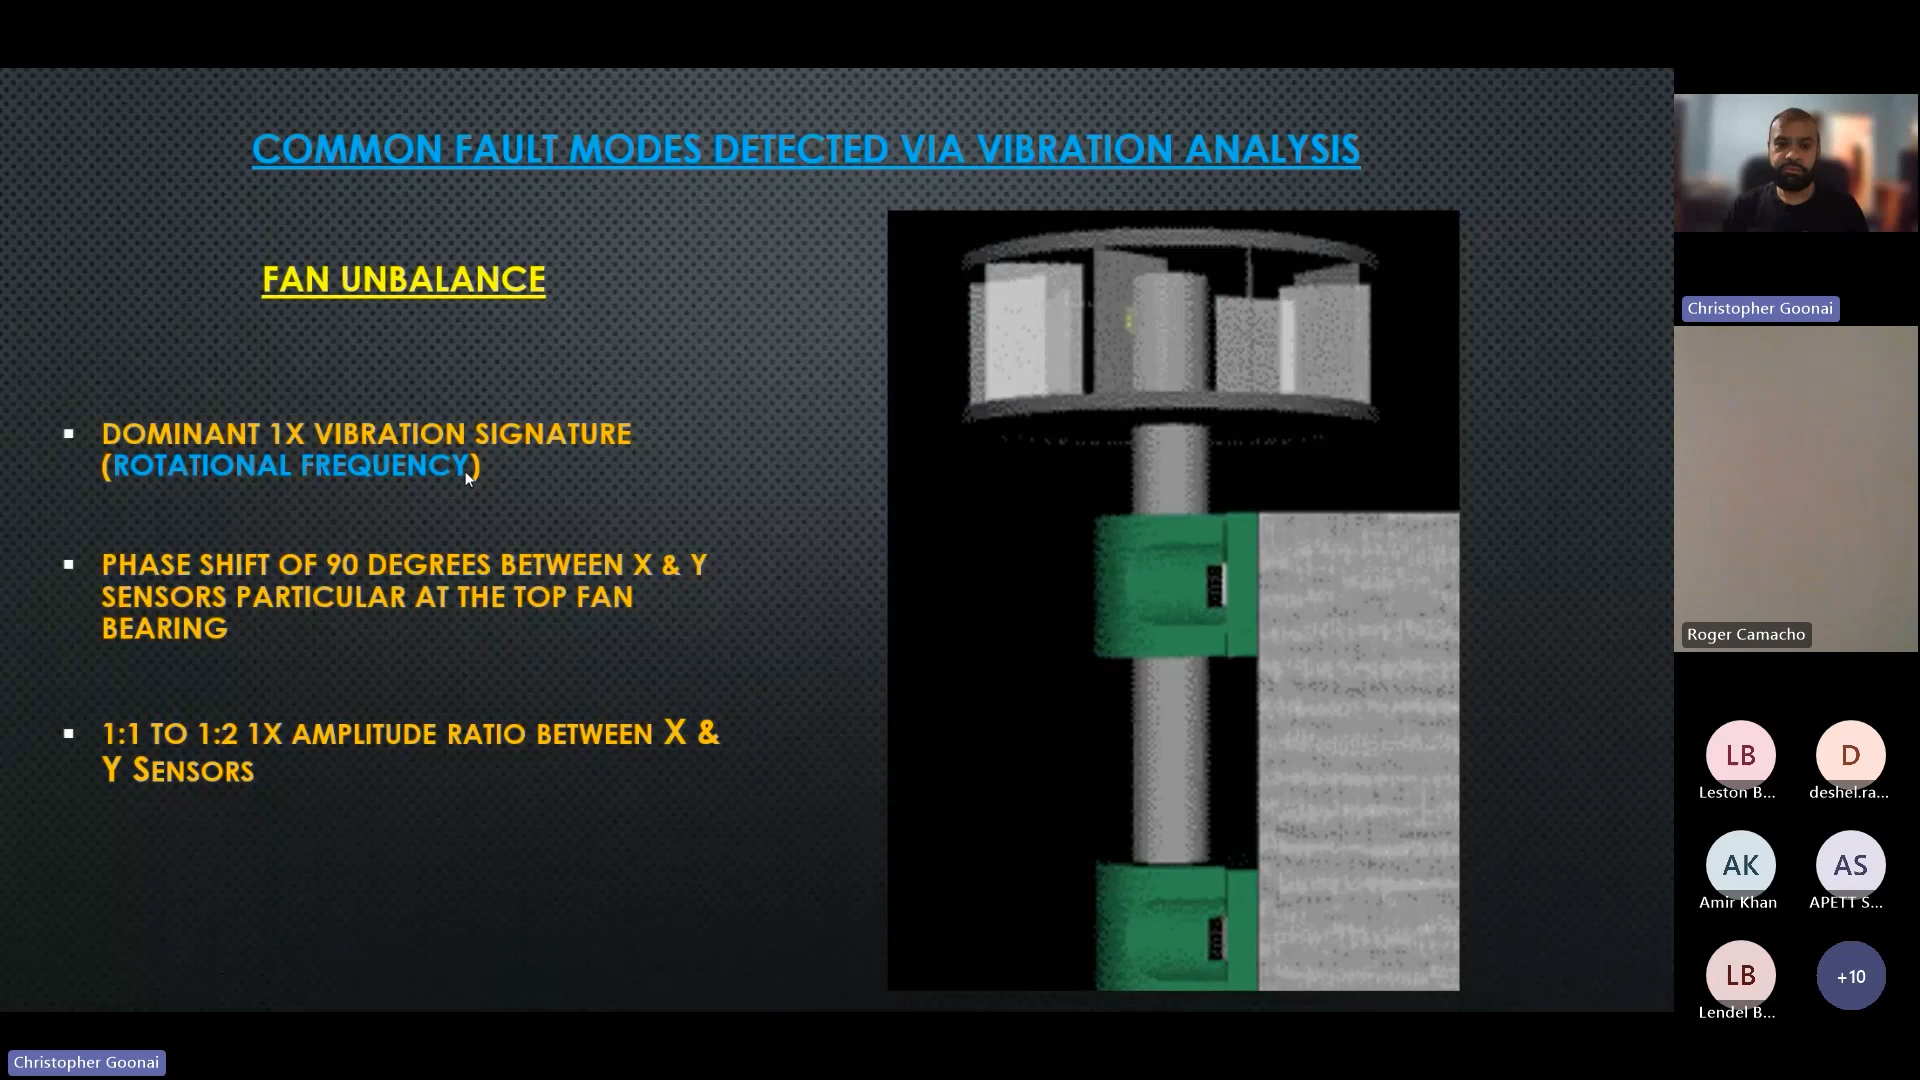 COMMON FAULT MODES DETECTED VIA VIBRATION ANALYSIS
FAN UNBALANCE
▪ DOMINANT 1X VIBRATION SIGNATURE
(ROTATIONAL FREQUENCY)
▪ PHASE SHIFT OF 90 DEGREES BETWEEN X & Y
SENSORS PARTICULAR AT THE TOP FAN
BEARING
▪ 1:1 TO 1:2 1X AMPLITUDE RATIO BETWEEN X &
Y SENSORS
Christopher Goonai
Roger Camacho
LB
Leston B...
D
deshel.ra...
AK
Amir Khan
AS
APETT S...
LB
Lendel B...
+10
Christopher Goonai